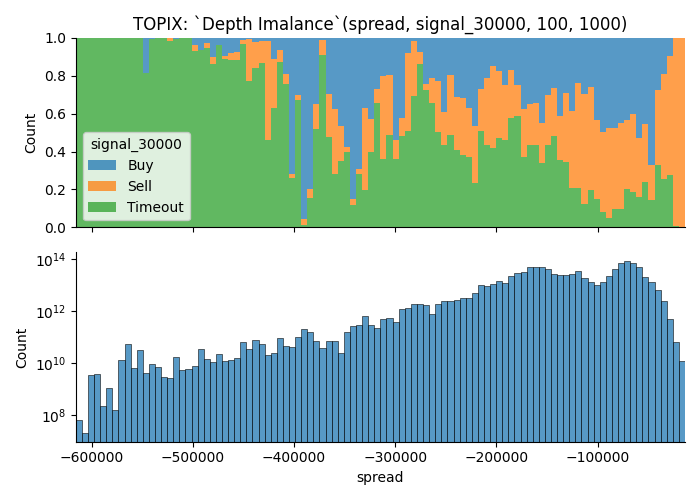 TOPIX: `Depth Imalance`(spread, signal_30000, 100, 1000)
1.0
0.8
0.6
0.4
0.2
0.0
Count
signal_30000
Buy
Sell
Timeout
10^14
10^12
10^10
10^8
Count
−600000 −500000 −400000 −300000 −200000 −100000
spread